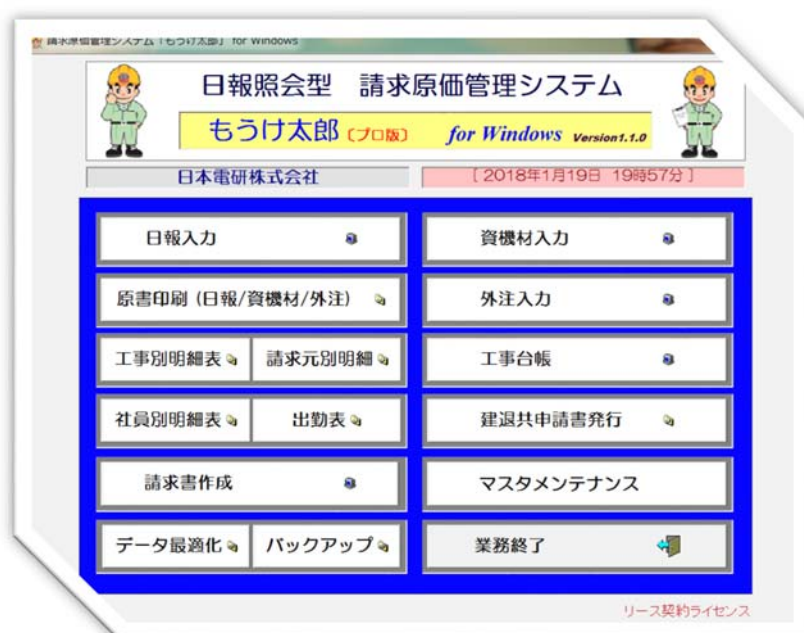 請求原価管理システム「もうけ太郎」 for Windows
日報照会型 請求原価管理システム
もうけ太郎 (プロ版) for Windows Version1.1.0
日本電研株式会社 [ 2018年1月19日 19時57分 ]
日報入力 資機材入力
原書印刷 (日報/資機材/外注) 外注入力
工事別明細表 請求元別明細 工事台帳
社員別明細表 出勤表 建退共申請書発行
請求書作成 マスタメンテナンス
データ最適化 バックアップ 業務終了
リース契約ライセンス